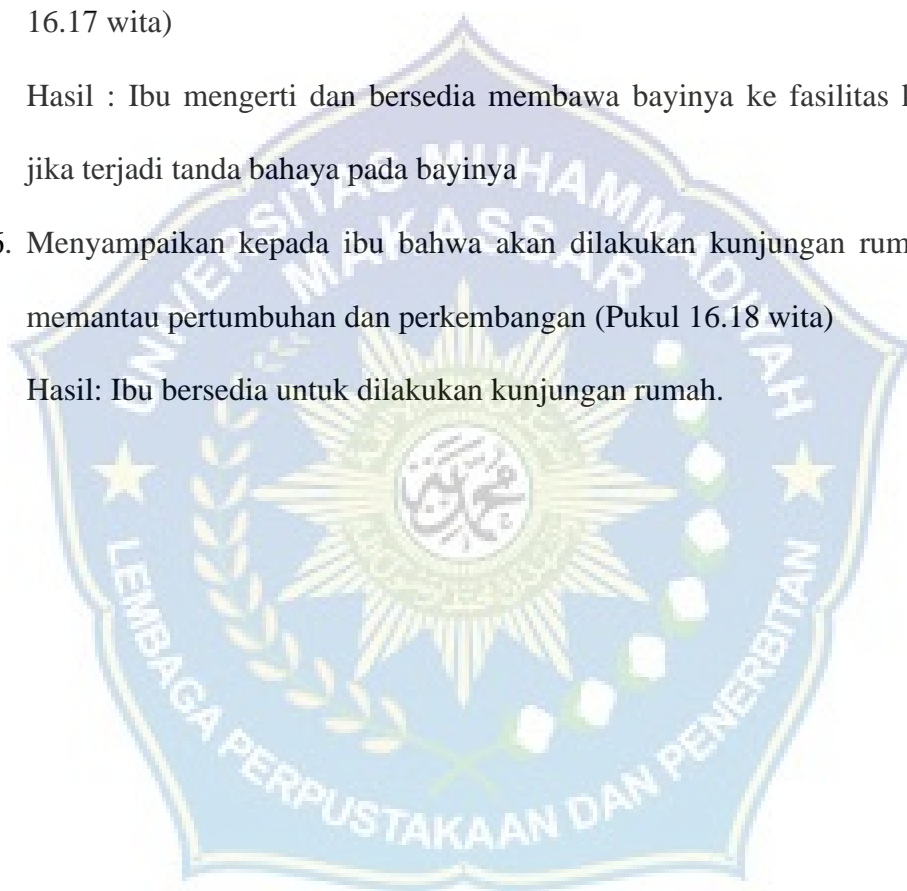 16.17 wita)
Hasil : Ibu mengerti dan bersedia membawa bayinya ke fasilitas
jika terjadi tanda bahaya pada bayinya
6. Menyampaikan kepada ibu bahwa akan dilakukan kunjungan
memantau pertumbuhan dan perkembangan (Pukul 16.18 wita)
Hasil: Ibu bersedia untuk dilakukan kunjungan rumah.
UNIVERSITAS MUHAMMADIYAH
MAKASSAR
LEMBAGA PERPUSTAKAAN DAN PENERBITAN